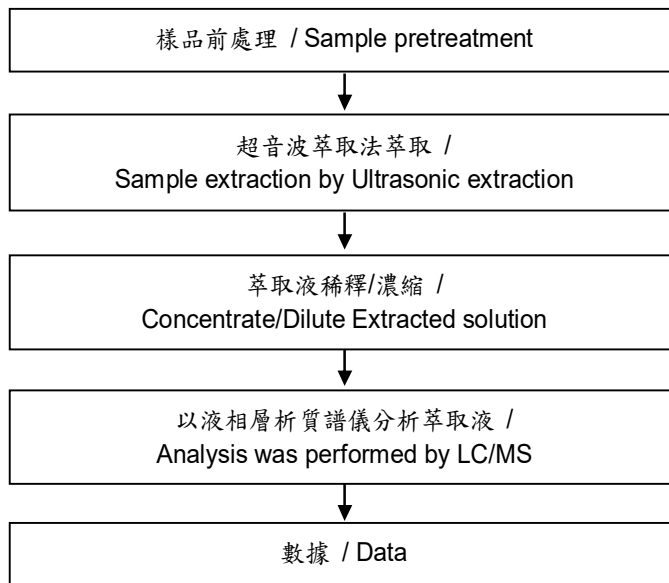 樣品前處理 / Sample pretreatment
超音波萃取法萃取 /
Sample extraction by Ultrasonic extraction
萃取液稀釋/濃縮 /
Concentrate/Dilute Extracted solution
以液相層析質譜儀分析萃取液 /
Analysis was performed by LC/MS
數據 / Data